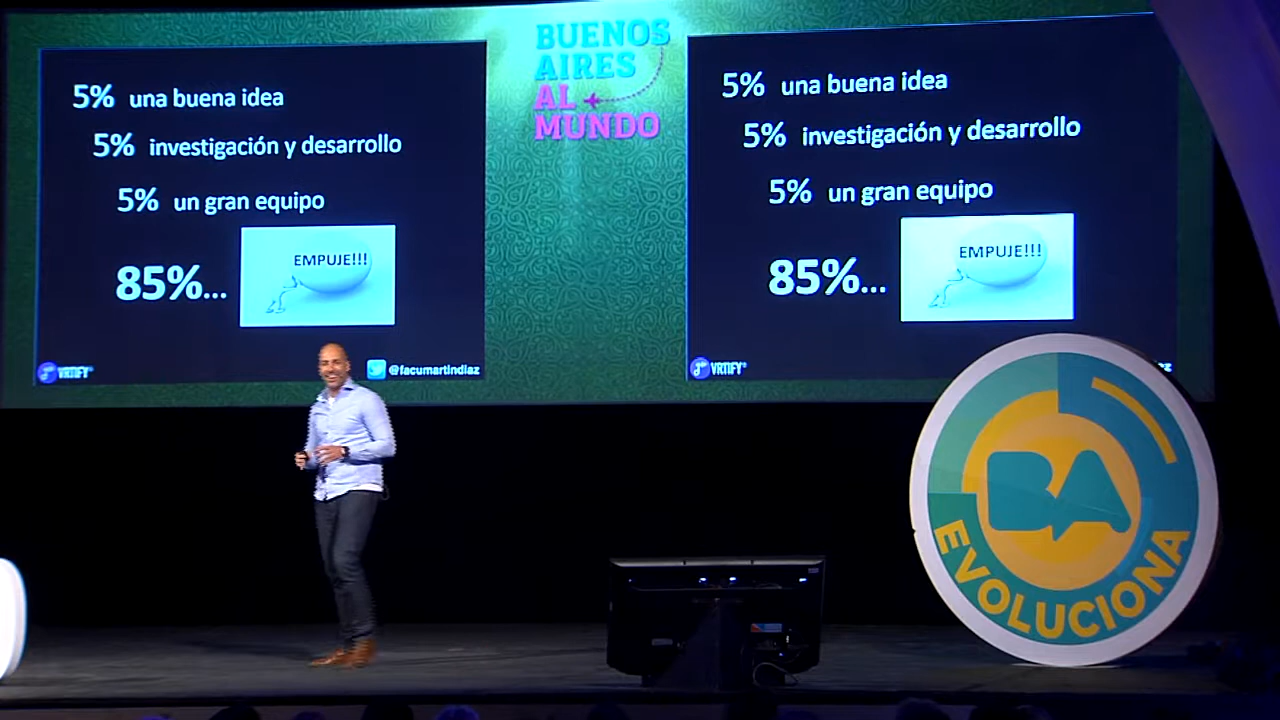 5% una buena idea
5% investigación y desarrollo
5% un gran equipo
85%...
EMPUJE!!!
VRTIFY
@facumartindiaz
BUENOS
AIRES
AL
MUNDO
5% una buena idea
5% investigación y desarrollo
5% un gran equipo
85%...
EMPUJE!!!
VRTIFY
az
BA
EVOLUCIONA